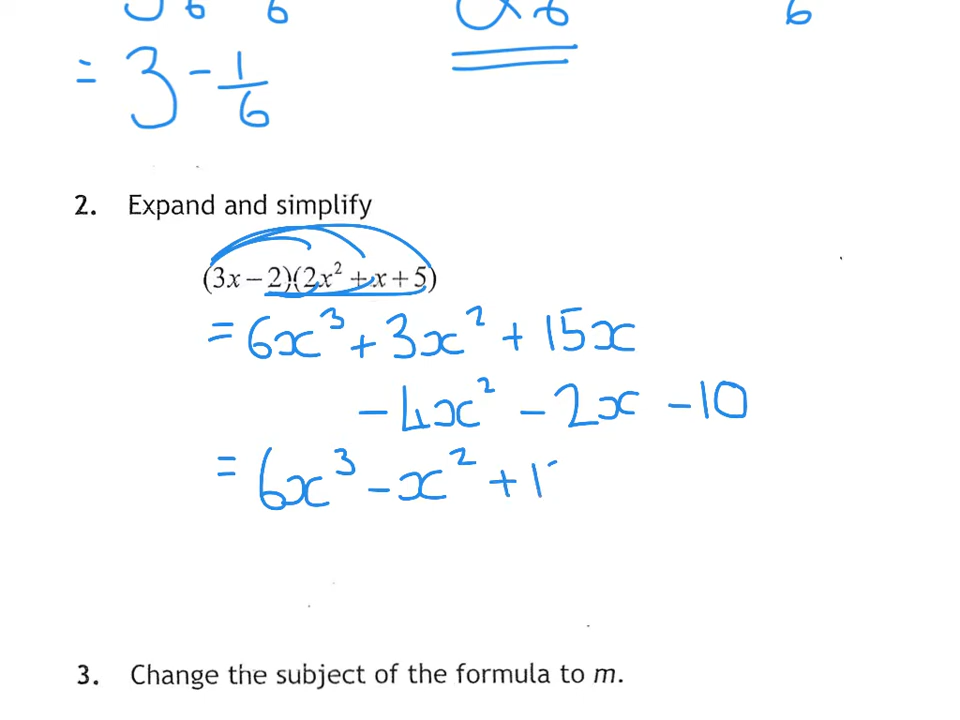 = 3 - 1/6
2. Expand and simplify
(3x − 2)(2x² + x + 5)
= 6x³ + 3x² + 15x
- 4x² - 2x - 10
= 6x³ - x² + 1
3. Change the subject of the formula to m.